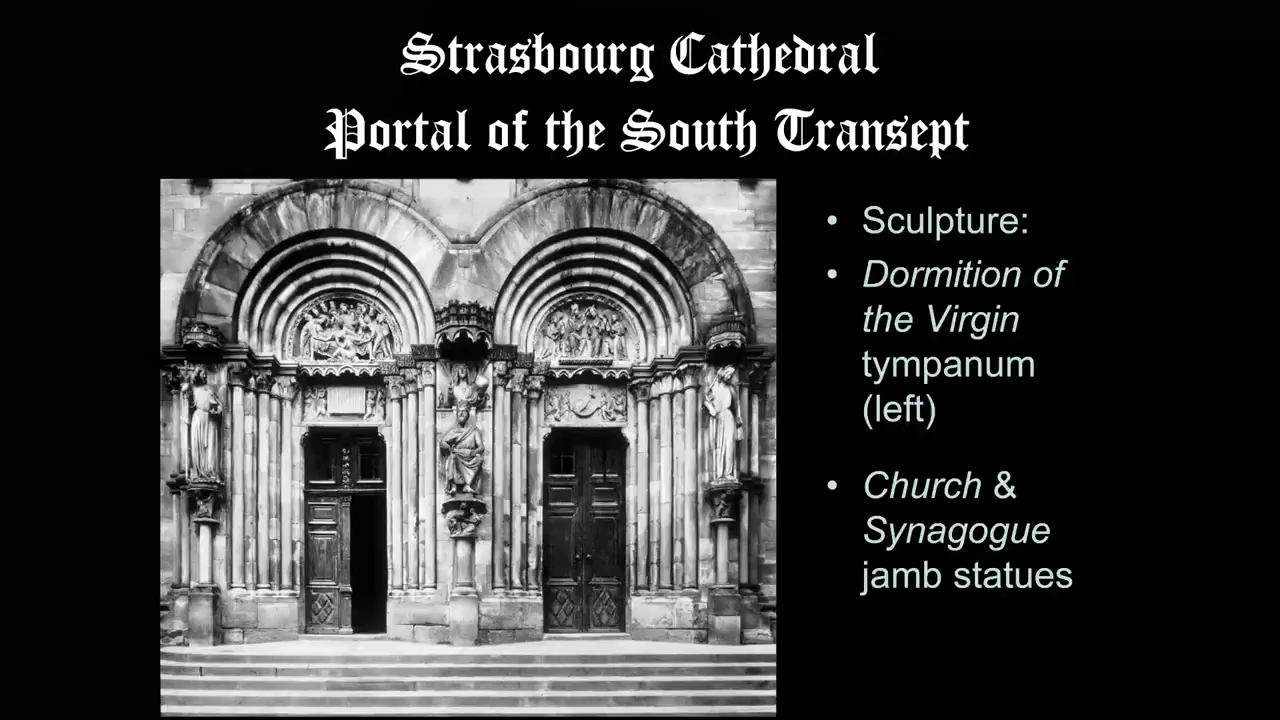 Strasbourg Cathedral
Portal of the South Transept
• Sculpture:
• Dormition of
the Virgin
tympanum
(left)
• Church &
Synagogue
jamb statues